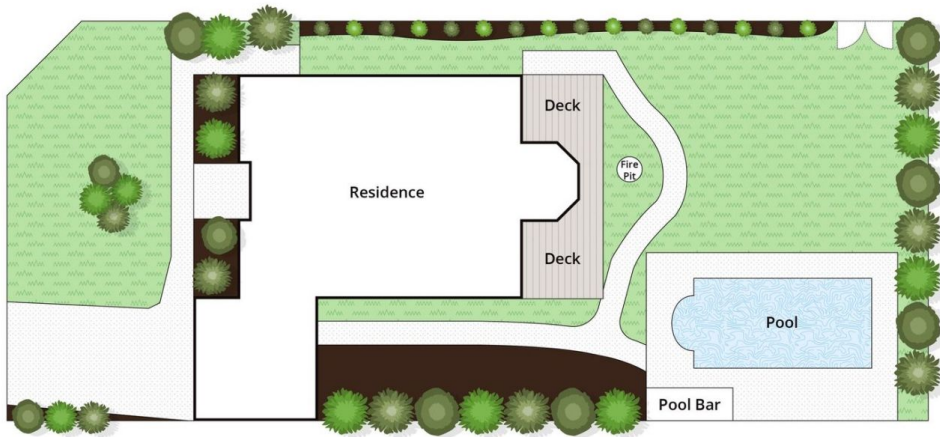 Deck
Residence
Fire
Pit
Deck
Pool
Pool Bar